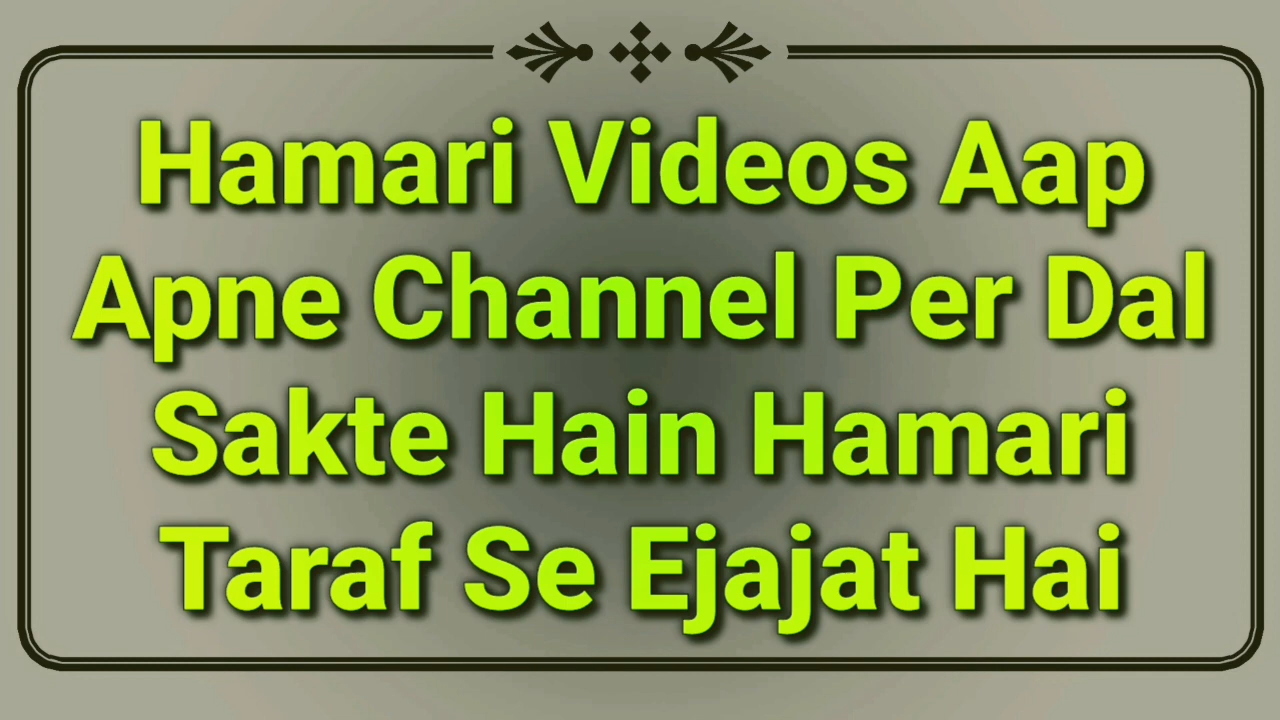 Hamari Videos Aap
Apne Channel Per Dal
Sakte Hain Hamari
Taraf Se Ejajat Hai